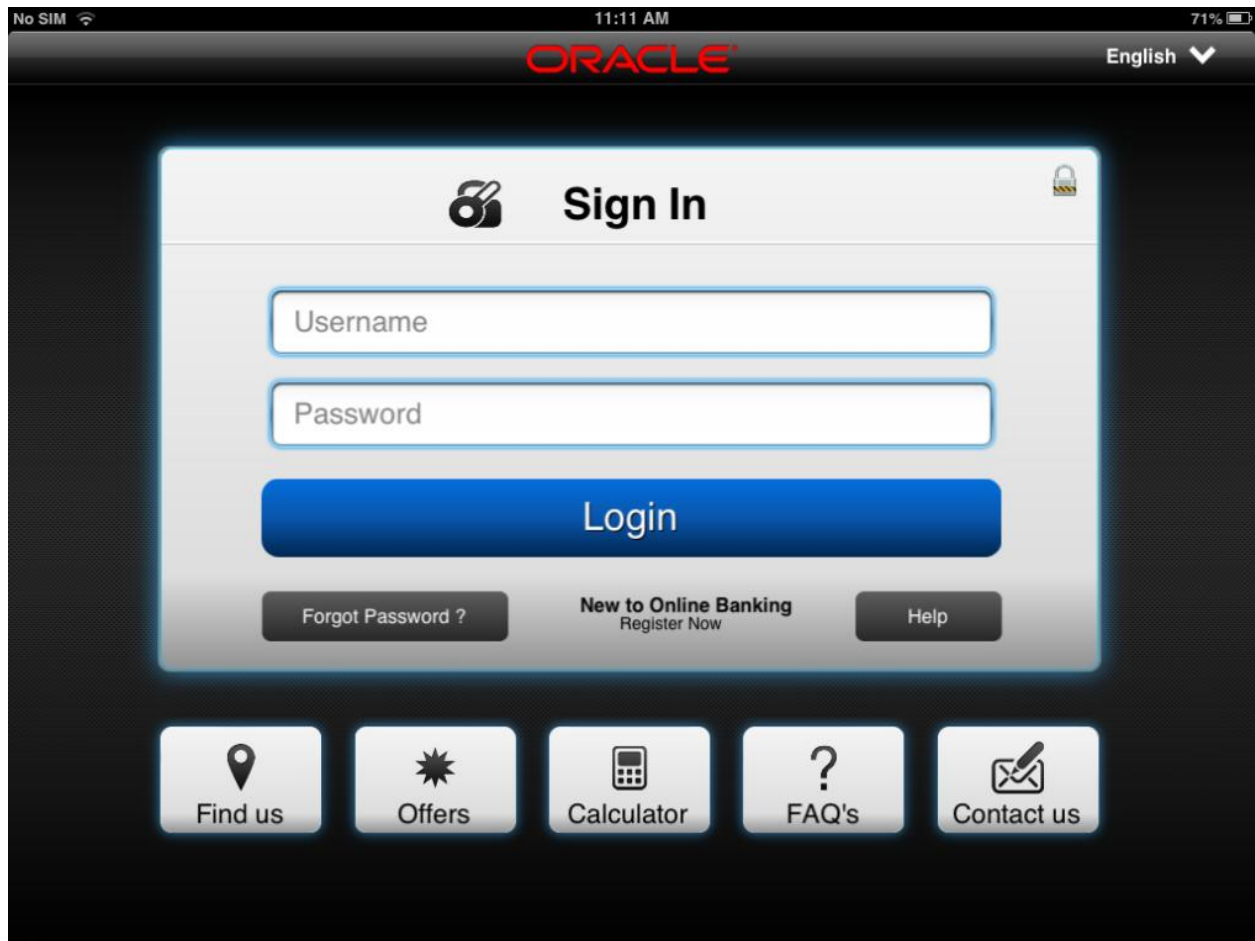 No SIM 11:11 AM 71%
ORACLE English
Sign In
Username
Password
Login
Forgot Password ? New to Online Banking Help
Register Now
Find us Offers Calculator FAQ's Contact us